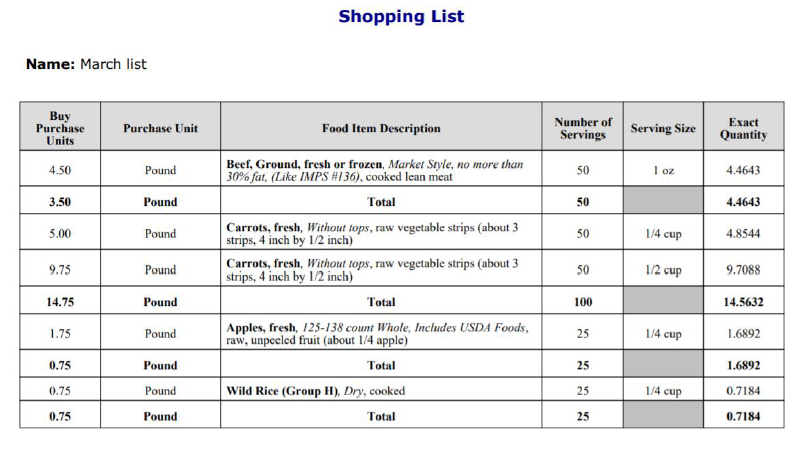 Shopping List
Name: March list
Buy Purchase Units Purchase Unit Food Item Description Number of Servings Serving Size Exact Quantity
4.50 Pound Beef, Ground, fresh or frozen, Market Style, no more than 30% fat, (Like IMPS #136), cooked lean meat 50 1 oz 4.4643
3.50 Pound Total 50 4.4643
5.00 Pound Carrots, fresh, Without tops, raw vegetable strips (about 3 strips, 4 inch by 1/2 inch) 50 1/4 cup 4.8544
9.75 Pound Carrots, fresh, Without tops, raw vegetable strips (about 3 strips, 4 inch by 1/2 inch) 50 1/2 cup 9.7088
14.75 Pound Total 100 14.5632
1.75 Pound Apples, fresh, 125-138 count Whole, Includes USDA Foods, raw, unpeeled fruit (about 1/4 apple) 25 1/4 cup 1.6892
0.75 Pound Total 25 1.6892
0.75 Pound Wild Rice (Group H), Dry, cooked 25 1/4 cup 0.7184
0.75 Pound Total 25 0.7184